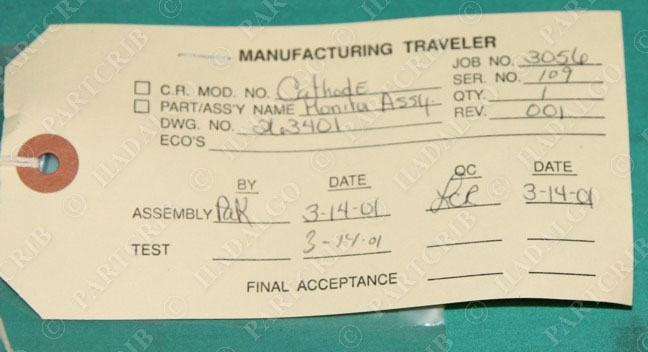 MANUFACTURING TRAVELER
JOB NO. 3056
C.R. MOD. NO. Cathode SER. NO. 109
PART/ASS'Y NAME Monitor Assy QTY. 1
DWG. NO. 263401 REV. 001
ECO'S
BY DATE QC DATE
ASSEMBLY PaK 3-14-01 3-14-01
TEST 3-14-01
FINAL ACCEPTANCE
© PARTCRIB
© HADALCO